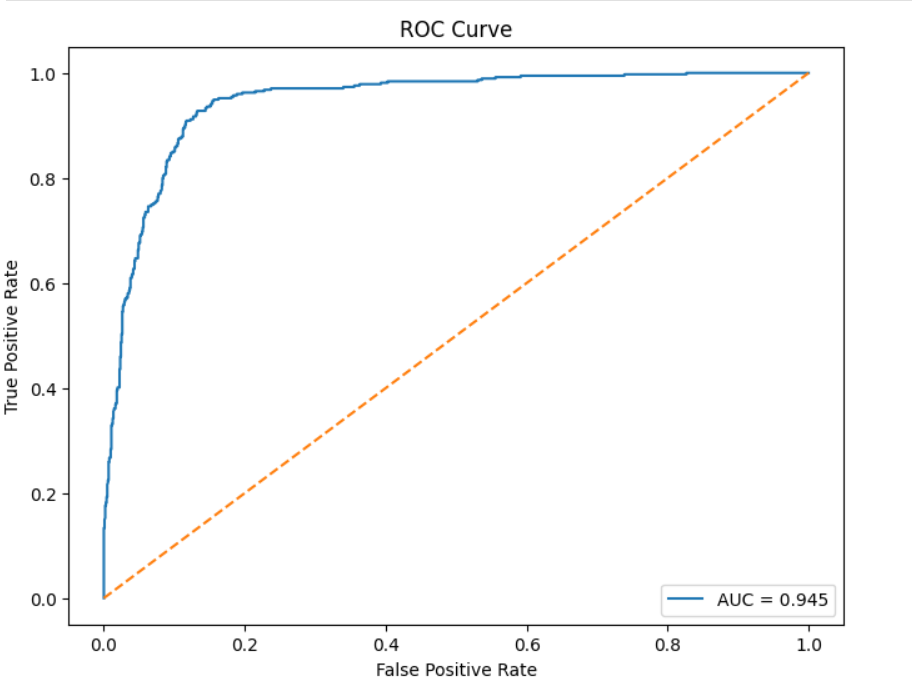 ROC Curve
True Positive Rate
1.0
0.8
0.6
0.4
0.2
0.0
AUC = 0.945
0.0 0.2 0.4 0.6 0.8 1.0
False Positive Rate